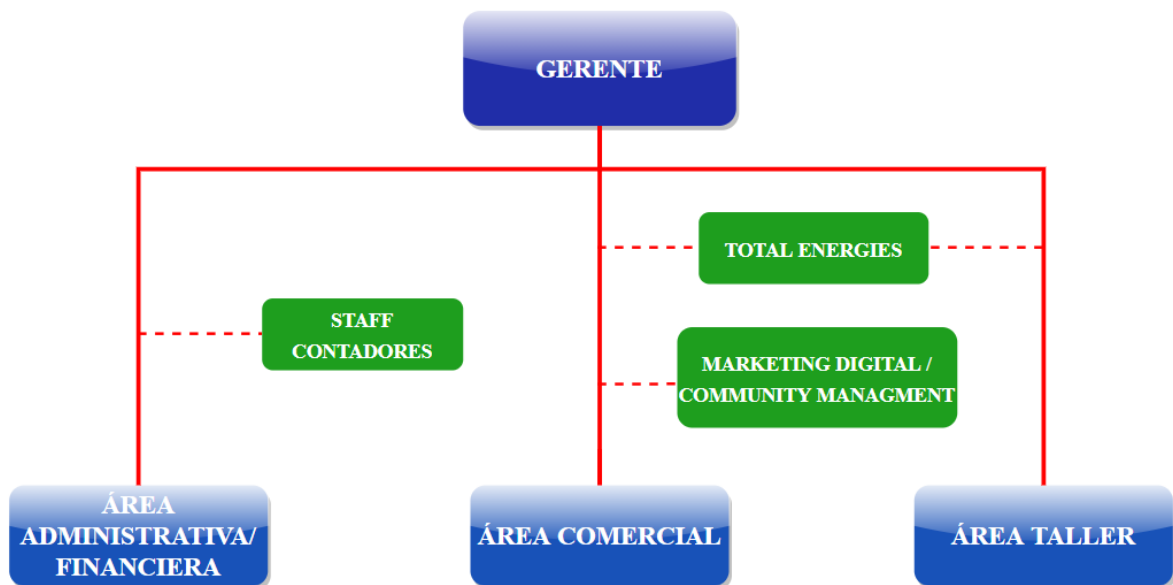 GERENTE
TOTAL ENERGIES
STAFF
CONTADORES
MARKETING DIGITAL /
COMMUNITY MANAGMENT
ÁREA
ADMINISTRATIVA/
FINANCIERA
ÁREA COMERCIAL
ÁREA TALLER